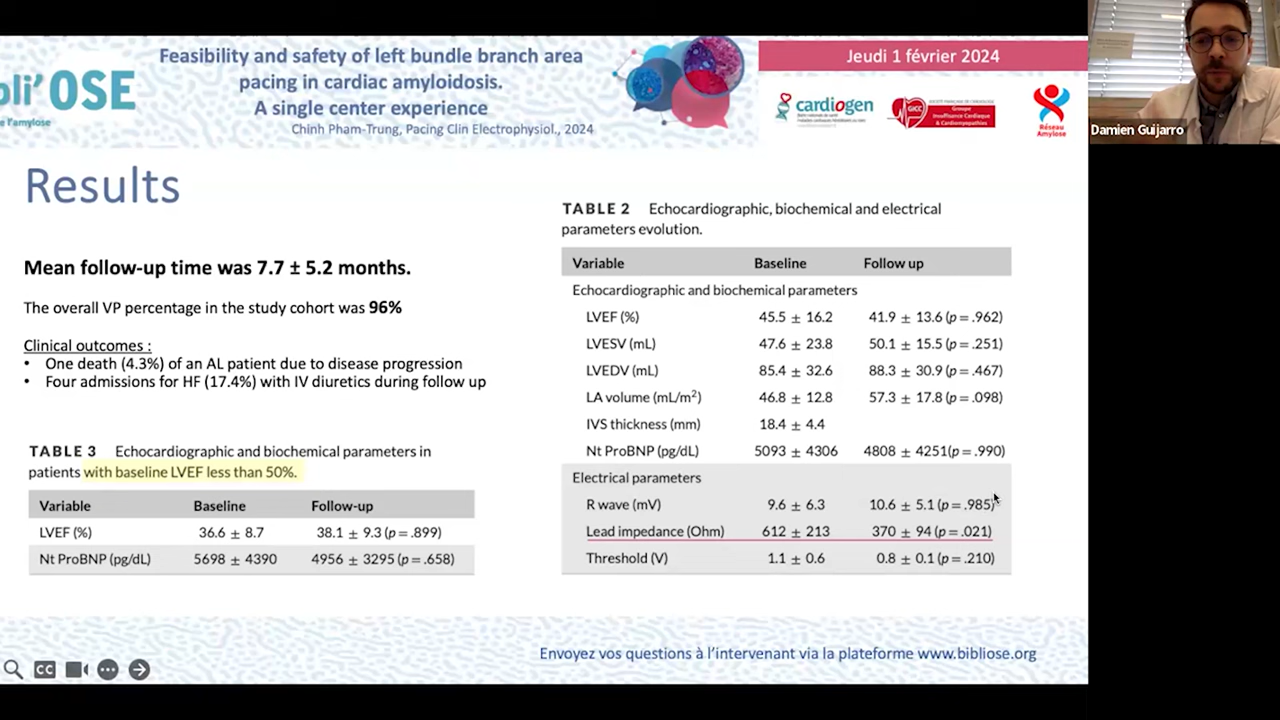 Feasibility and safety of left bundle branch area
pacing in cardiac amyloidosis.
A single center experience
Chinh Pham-Trung, Pacing Clin Electrophysiol., 2024
bli'OSE
e l'amylose
Jeudi 1 février 2024
cardiogen
GICC
Groupe
Insuffisance Cardiaque
& Cardiomyopathies
Réseau
Amylose
Damien Guijarro
Results
Mean follow-up time was 7.7 ± 5.2 months.
The overall VP percentage in the study cohort was 96%
Clinical outcomes :
• One death (4.3%) of an AL patient due to disease progression
• Four admissions for HF (17.4%) with IV diuretics during follow up
TABLE 3 Echocardiographic and biochemical parameters in
patients with baseline LVEF less than 50%.
Variable Baseline Follow-up
LVEF (%) 36.6 ± 8.7 38.1 ± 9.3 (p = .899)
Nt ProBNP (pg/dL) 5698 ± 4390 4956 ± 3295 (p = .658)
TABLE 2 Echocardiographic, biochemical and electrical
parameters evolution.
Variable Baseline Follow up
Echocardiographic and biochemical parameters
LVEF (%) 45.5 ± 16.2 41.9 ± 13.6 (p = .962)
LVESV (mL) 47.6 ± 23.8 50.1 ± 15.5 (p = .251)
LVEDV (mL) 85.4 ± 32.6 88.3 ± 30.9 (p = .467)
LA volume (mL/m2) 46.8 ± 12.8 57.3 ± 17.8 (p = .098)
IVS thickness (mm) 18.4 ± 4.4
Nt ProBNP (pg/dL) 5093 ± 4306 4808 ± 4251(p = .990)
Electrical parameters
R wave (mV) 9.6 ± 6.3 10.6 ± 5.1 (p = .985)
Lead impedance (Ohm) 612 ± 213 370 ± 94 (p = .021)
Threshold (V) 1.1 ± 0.6 0.8 ± 0.1 (p = .210)
CC
Envoyez vos questions à l'intervenant via la plateforme www.bibliose.org